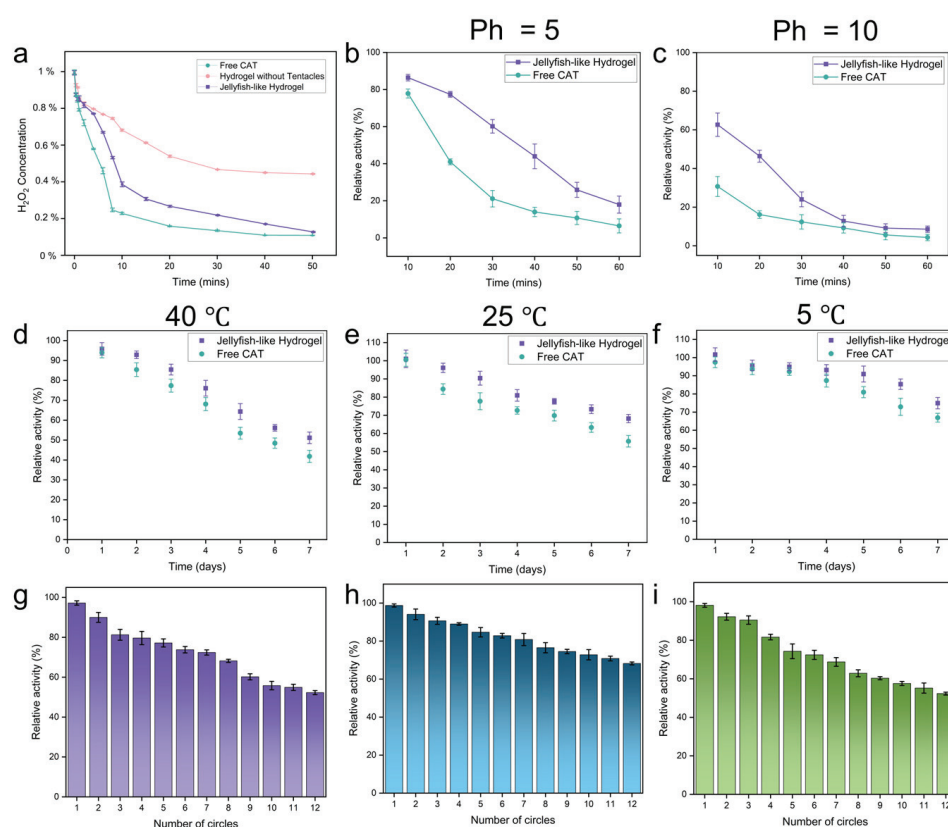 Ph = 5
Ph = 10
a
Free CAT
Hydrogel without Tentacles
Jellyfish-like Hydrogel
H2O2 Concentration
1 %
0.8 %
0.6 %
0.4 %
0.2 %
0 %
0 10 20 30 40 50
Time (mins)
b
Jellyfish-like Hydrogel
Free CAT
Relative activity (%)
100
80
60
40
20
0
10 20 30 40 50 60
Time (mins)
c
Jellyfish-like Hydrogel
Free CAT
Relative activity (%)
100
80
60
40
20
0
10 20 30 40 50 60
Time (mins)
40 ℃
25 ℃
5 ℃
d
Jellyfish-like Hydrogel
Free CAT
Relative activity (%)
100
90
80
70
60
50
40
30
20
10
0
0 1 2 3 4 5 6 7
Time (days)
e
Jellyfish-like Hydrogel
Free CAT
Relative activity (%)
110
100
90
80
70
60
50
40
30
20
10
0
1 2 3 4 5 6 7
Time (days)
f
Jellyfish-like Hydrogel
Free CAT
Relative activity (%)
110
100
90
80
70
60
50
40
30
20
10
0
1 2 3 4 5 6 7
Time (days)
g
Relative activity (%)
100
80
60
40
20
0
1 2 3 4 5 6 7 8 9 10 11 12
Number of circles
h
Relative activity (%)
100
80
60
40
20
0
1 2 3 4 5 6 7 8 9 10 11 12
Number of circles
i
Relative activity (%)
100
80
60
40
20
0
1 2 3 4 5 6 7 8 9 10 11 12
Number of circles